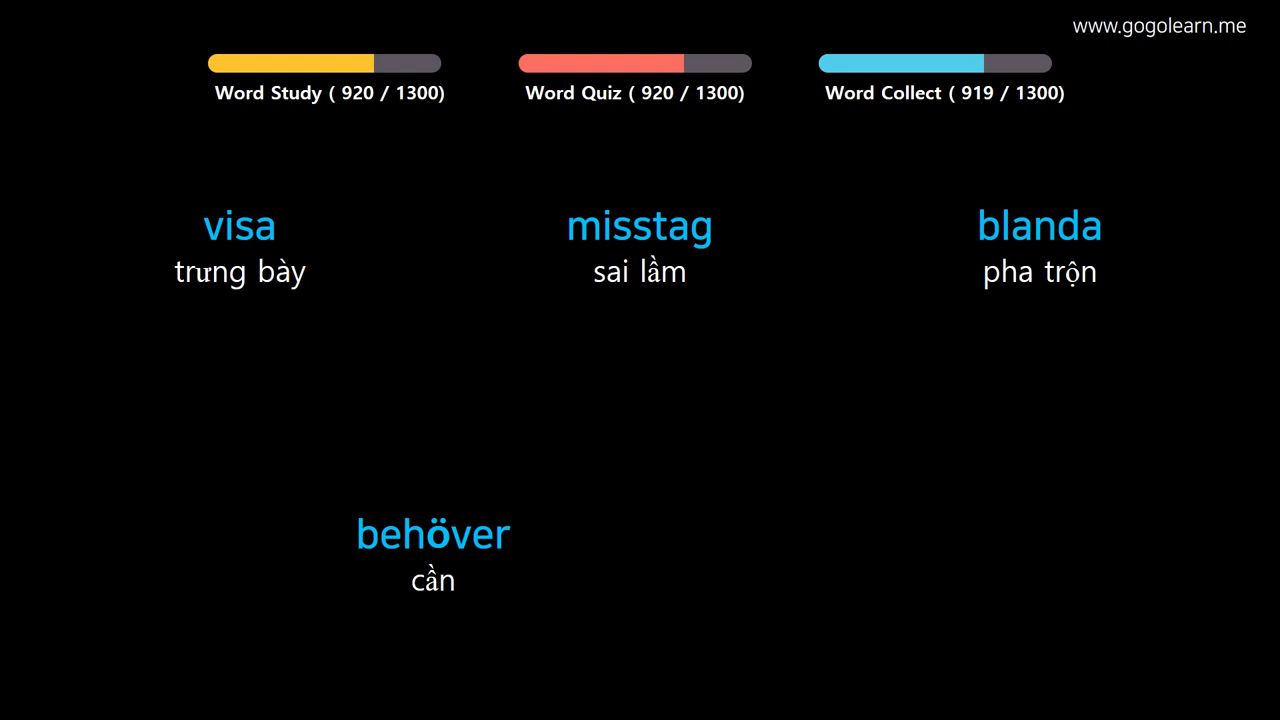 www.gogolearn.me
Word Study ( 920 / 1300)
Word Quiz ( 920 / 1300)
Word Collect ( 919 / 1300)
visa
trưng bày
misstag
sai lầm
blanda
pha trộn
behöver
cần